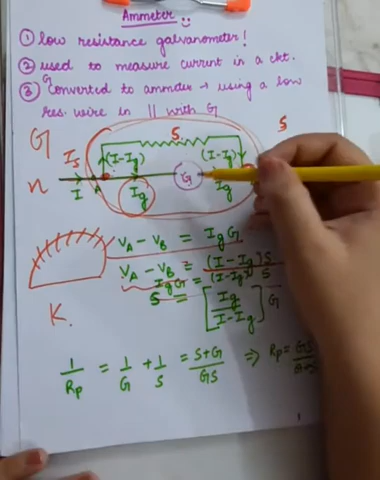 Ammeter
① low resistance galvanometer!
② used to measure current in a ckt.
③ G converted to ammeter → using a low
res. wire in || with G
G
S
S
Is
(I-Ig)
(I-Ig)
n
I
A
Ig
G
Ig
VA - VB = IgG
VA - VB = (I-Ig)S
IgG = (I-Ig) S
S = [Ig / I-Ig] G
K.
1/Rp = 1/G + 1/S = S+G/GS ⇒ Rp = GS